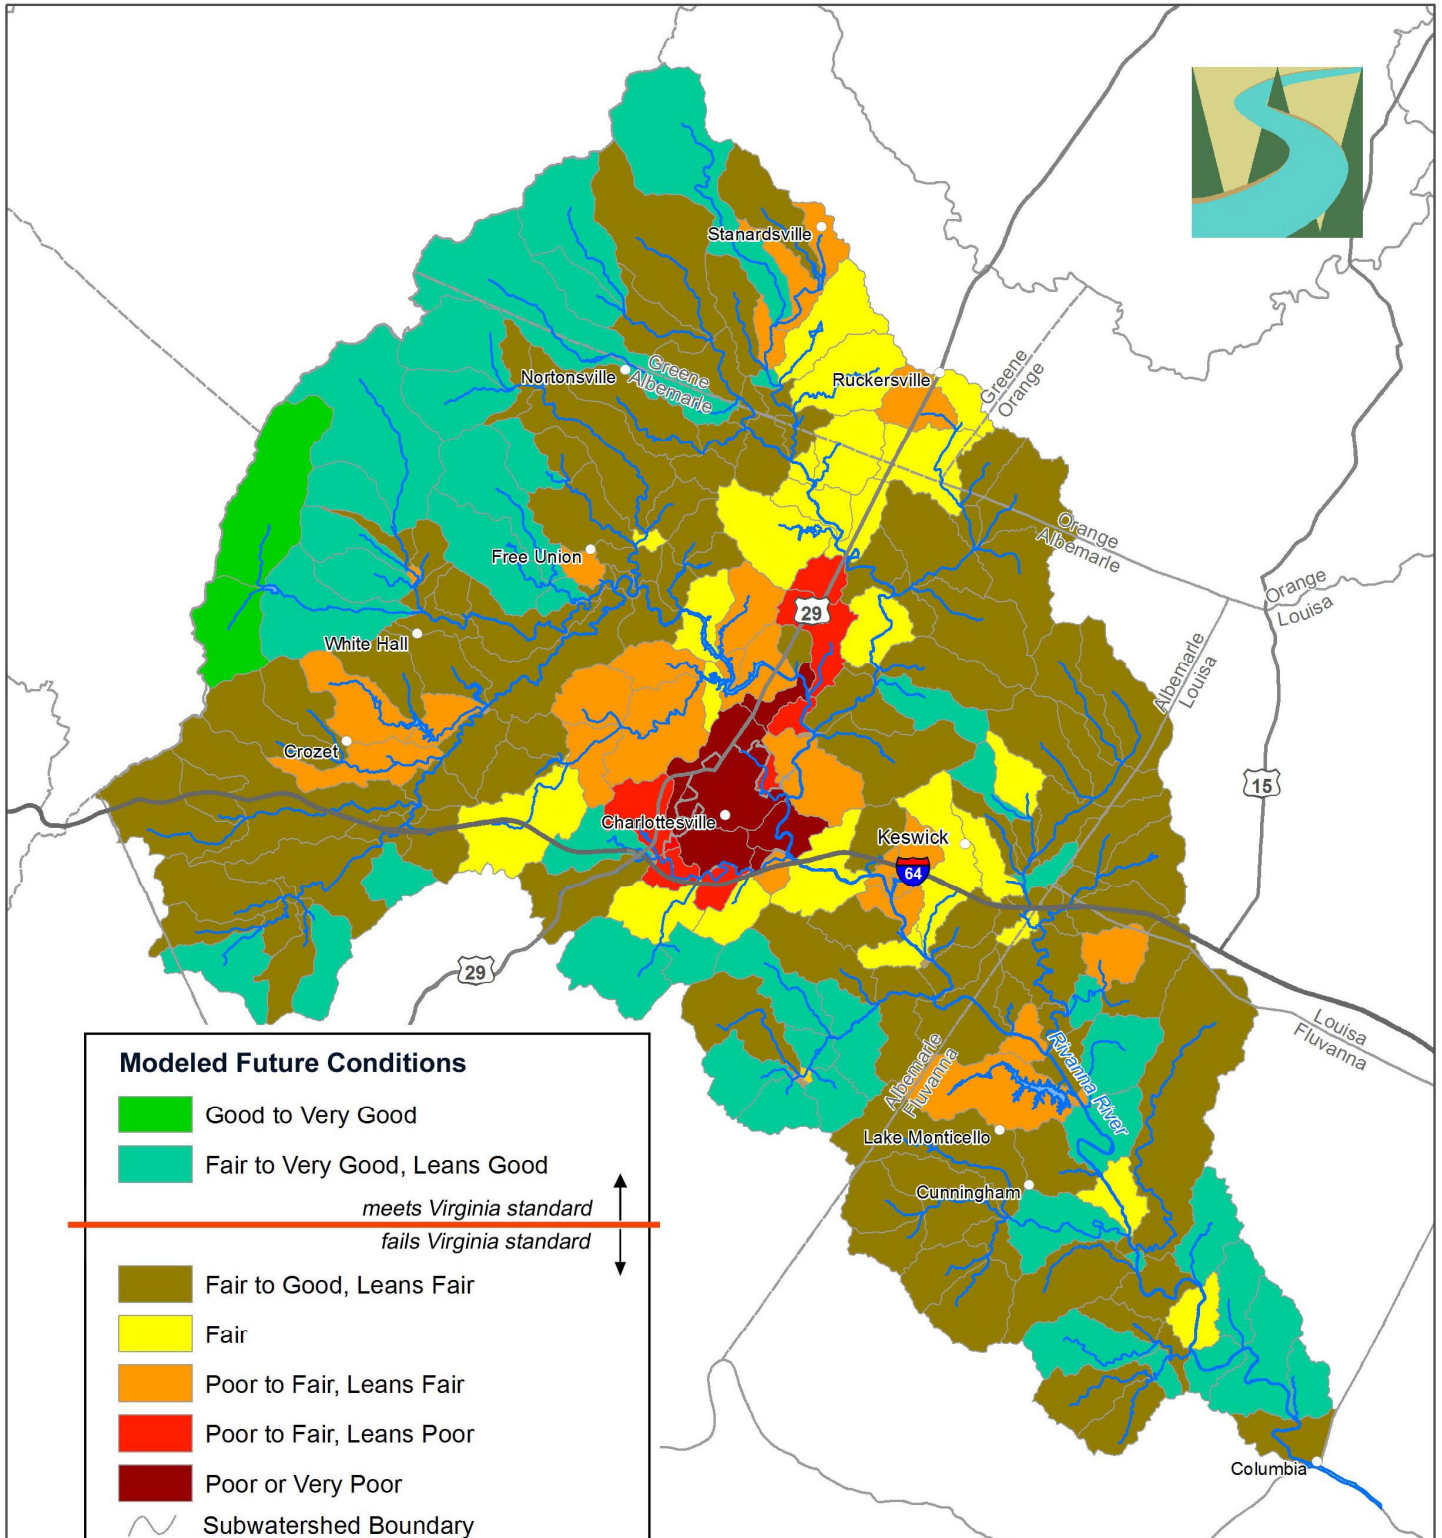 Stanardsville
Greene
Albemarle
Nortonsville
Ruckersville
Greene
Orange
Orange
Albemarle
Orange
Louisa
Free Union
29
White Hall
Albemarle
Louisa
Crozet
15
Charlottesville
Keswick
64
29
Louisa
Fluvanna
Albemarle
Fluvanna
Rivanna River
Lake Monticello
Cunningham
Columbia
Modeled Future Conditions
Good to Very Good
Fair to Very Good, Leans Good
meets Virginia standard
fails Virginia standard
Fair to Good, Leans Fair
Fair
Poor to Fair, Leans Fair
Poor to Fair, Leans Poor
Poor or Very Poor
Subwatershed Boundary